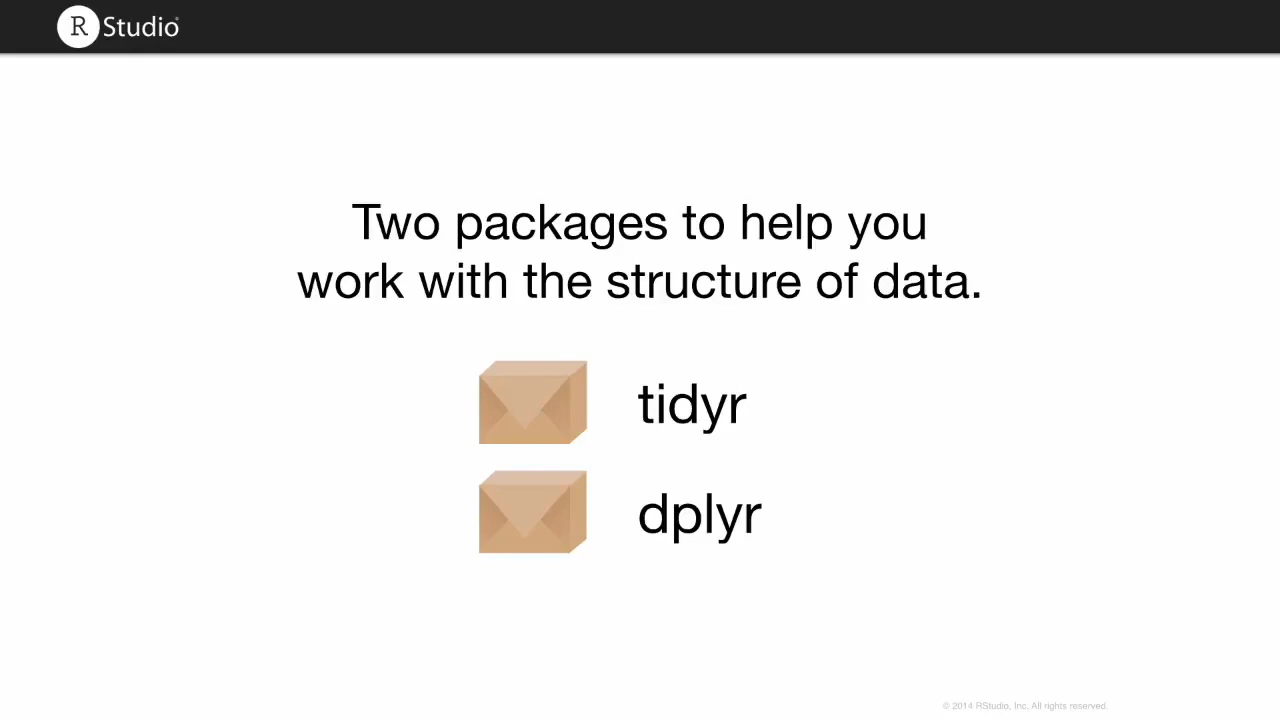 R Studio®
Two packages to help you
work with the structure of data.
tidyr
dplyr
© 2014 RStudio, Inc. All rights reserved.